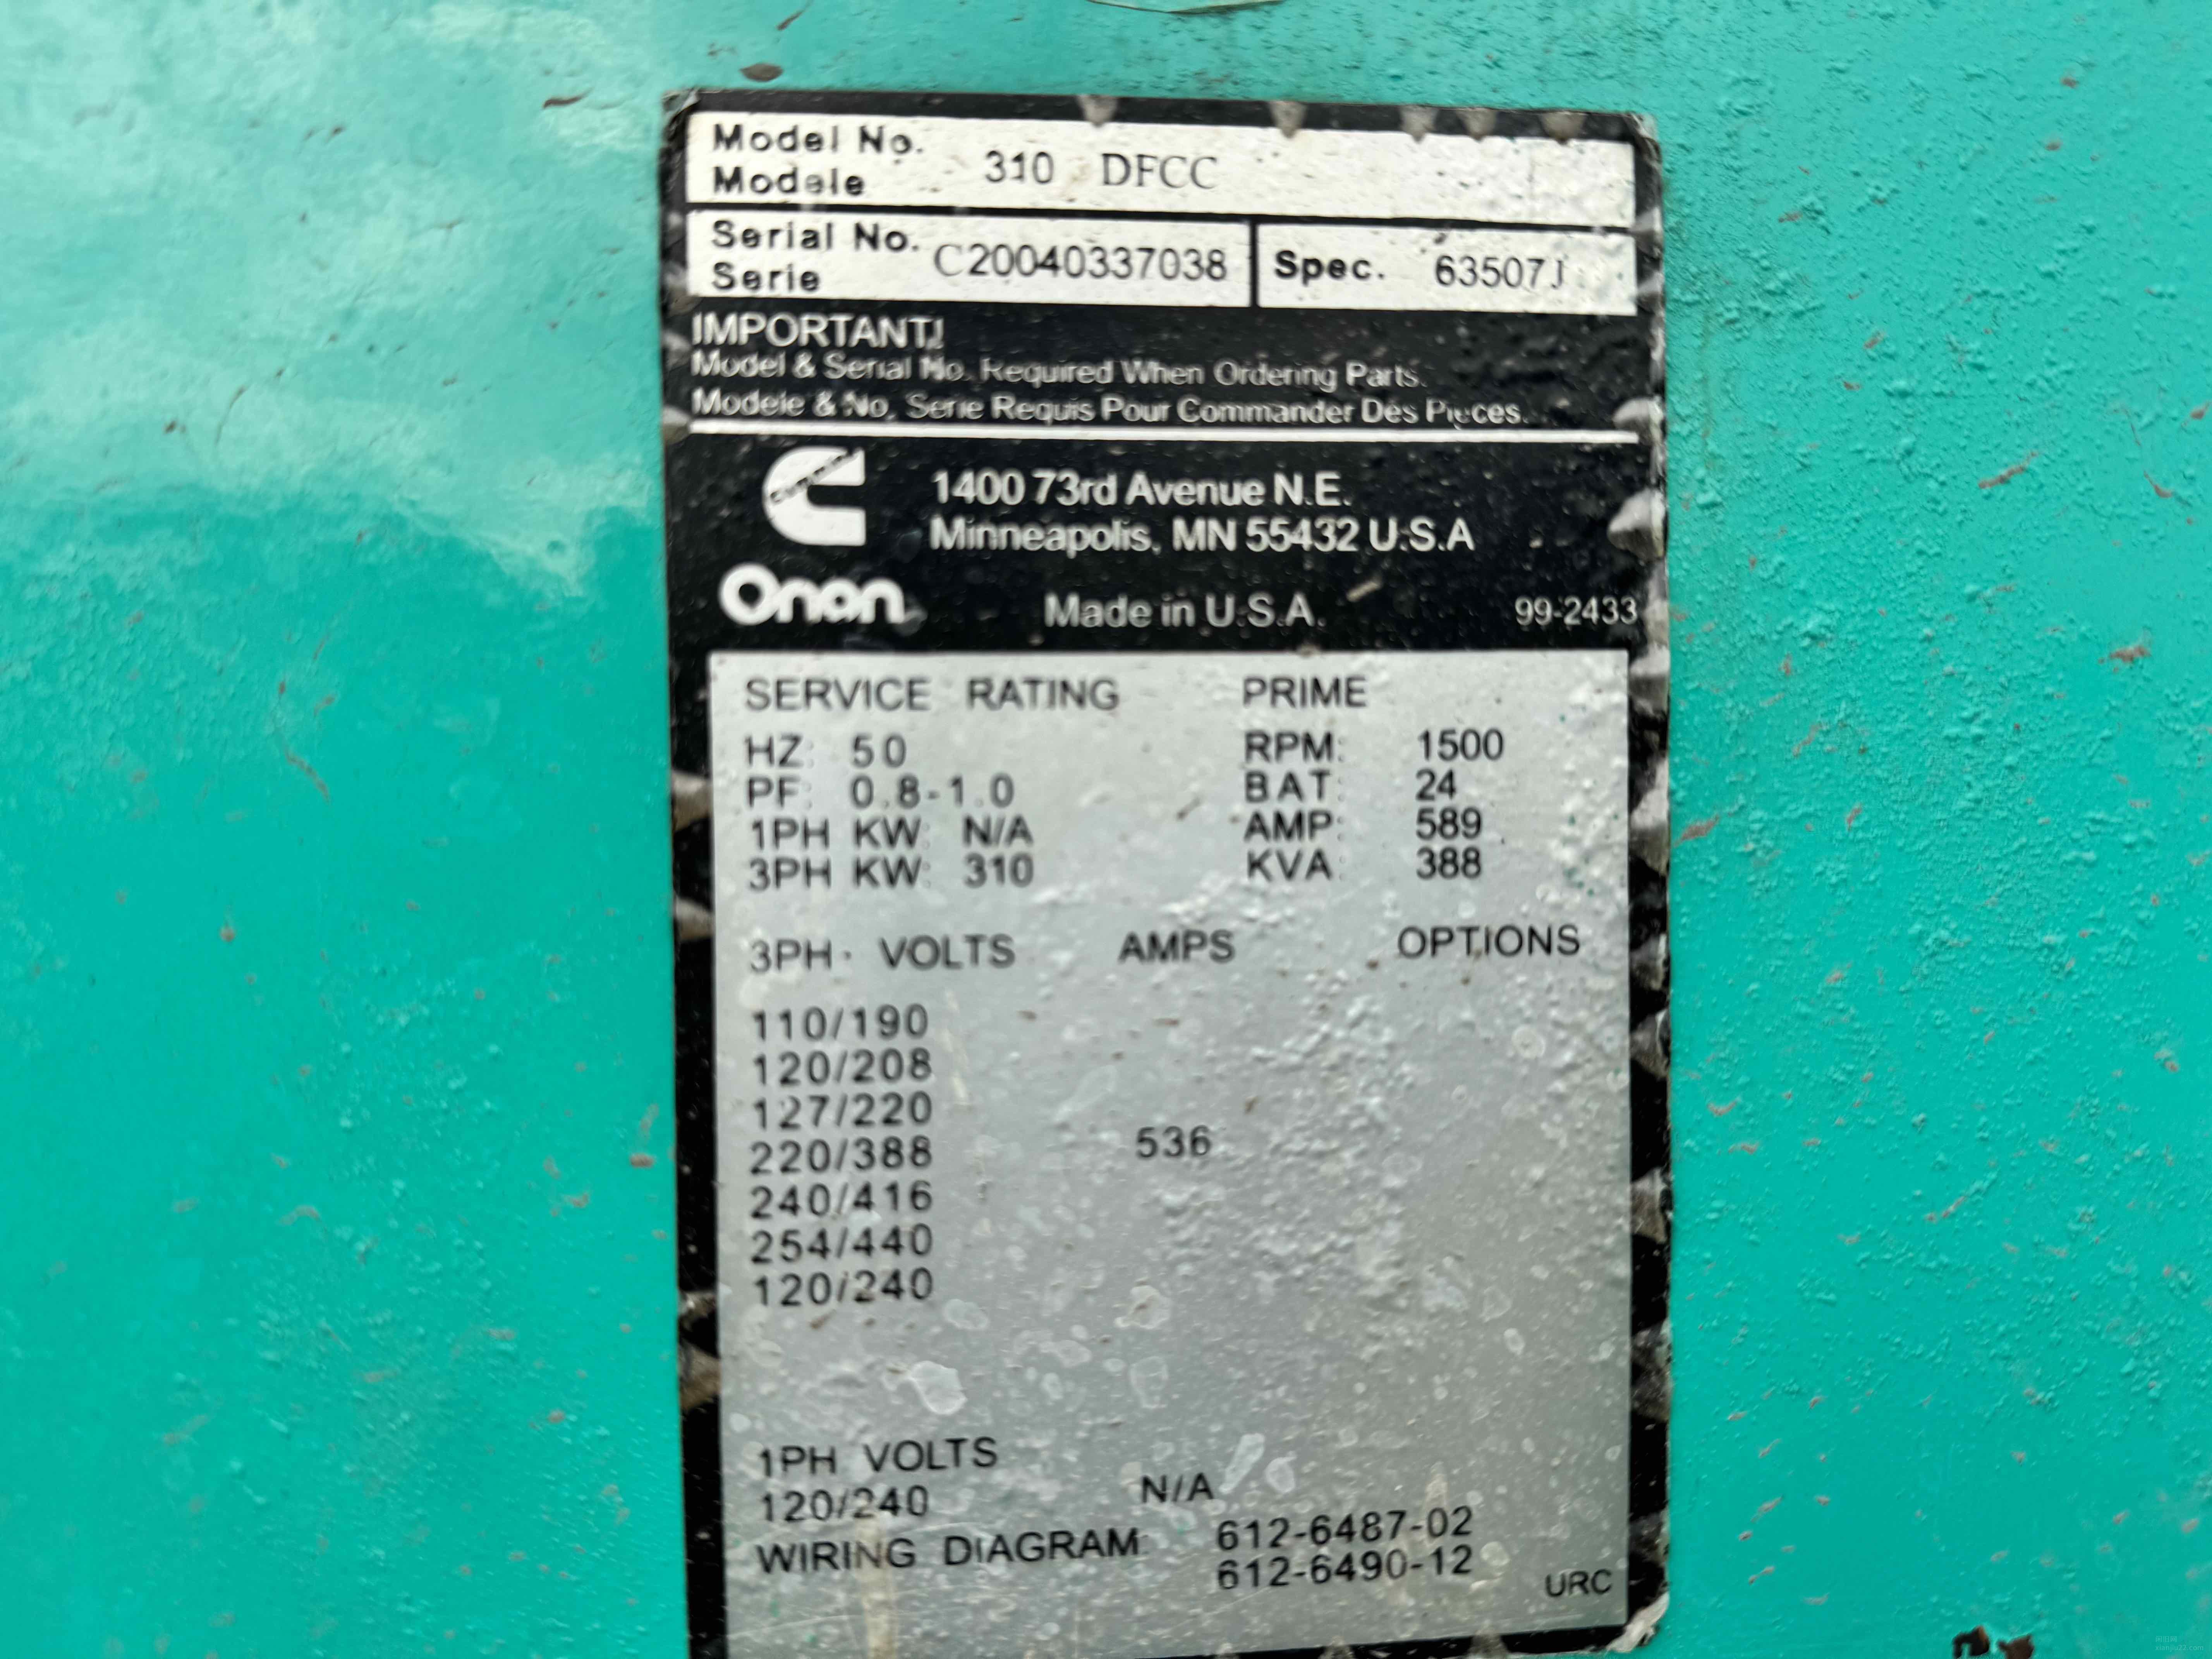 Model No.
Modele
310 DFCC
Serial No.
Serie
C20040337038
Spec. 63507J
IMPORTANT!
Model & Serial No. Required When Ordering Parts.
Modele & No. Serie Requis Pour Commander Des Pieces.
1400 73rd Avenue N.E.
Minneapolis, MN 55432 U.S.A
Onan
Made in U.S.A.
99-2433
SERVICE RATING PRIME
HZ: 50 RPM: 1500
PF: 0.8-1.0 BAT: 24
1PH KW: N/A AMP: 589
3PH KW: 310 KVA: 388
3PH. VOLTS AMPS OPTIONS
110/190
120/208
127/220
220/388 536
240/416
254/440
120/240
1PH VOLTS
120/240 N/A
WIRING DIAGRAM: 612-6487-02
612-6490-12
URC